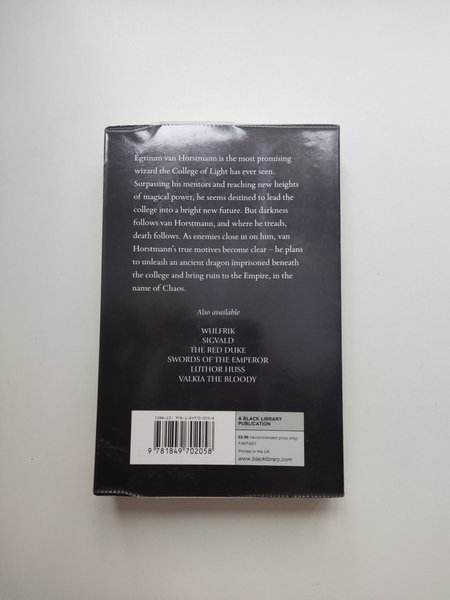 Egrimm van Horstmann is the most promising
wizard the College of Light has ever seen.
Surpassing his mentors and reaching new heights
of magical power, he seems destined to lead the
college into a bright new future. But darkness
follows van Horstmann, and where he treads,
death follows. As enemies close in on him, van
Horstmann's true motives become clear – he plans
to unleash an ancient dragon imprisoned beneath
the college and bring ruin to the Empire, in the
name of Chaos.
Also available
WULFRIK
SIGVALD
THE RED DUKE
SWORDS OF THE EMPEROR
LUTHOR HUSS
VALKIA THE BLOODY
9 781849 702058
A BLACK LIBRARY
PUBLICATION
£8.99 (recommended price only)
FANTASY
Printed in the UK
www.blacklibrary.com